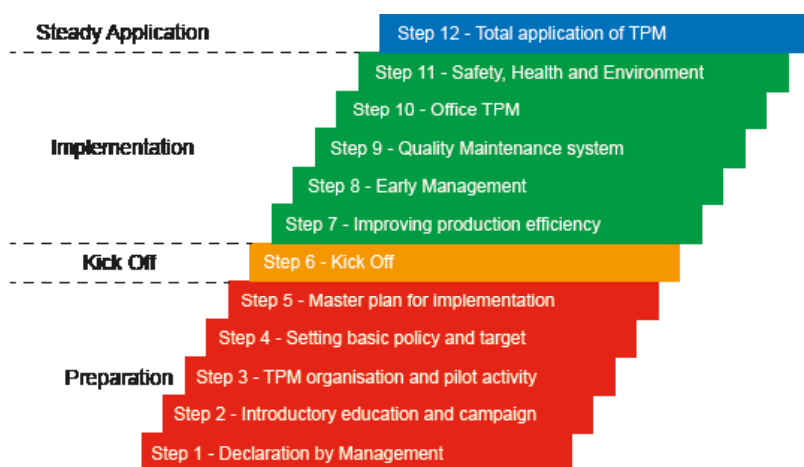 Steady Application
Step 12 - Total application of TPM
Step 11 - Safety, Health and Environment
Step 10 - Office TPM
Implementation
Step 9 - Quality Maintenance system
Step 8 - Early Management
Step 7 - Improving production efficiency
Kick Off
Step 6 - Kick Off
Step 5 - Master plan for implementation
Step 4 - Setting basic policy and target
Preparation
Step 3 - TPM organisation and pilot activity
Step 2 - Introductory education and campaign
Step 1 - Declaration by Management